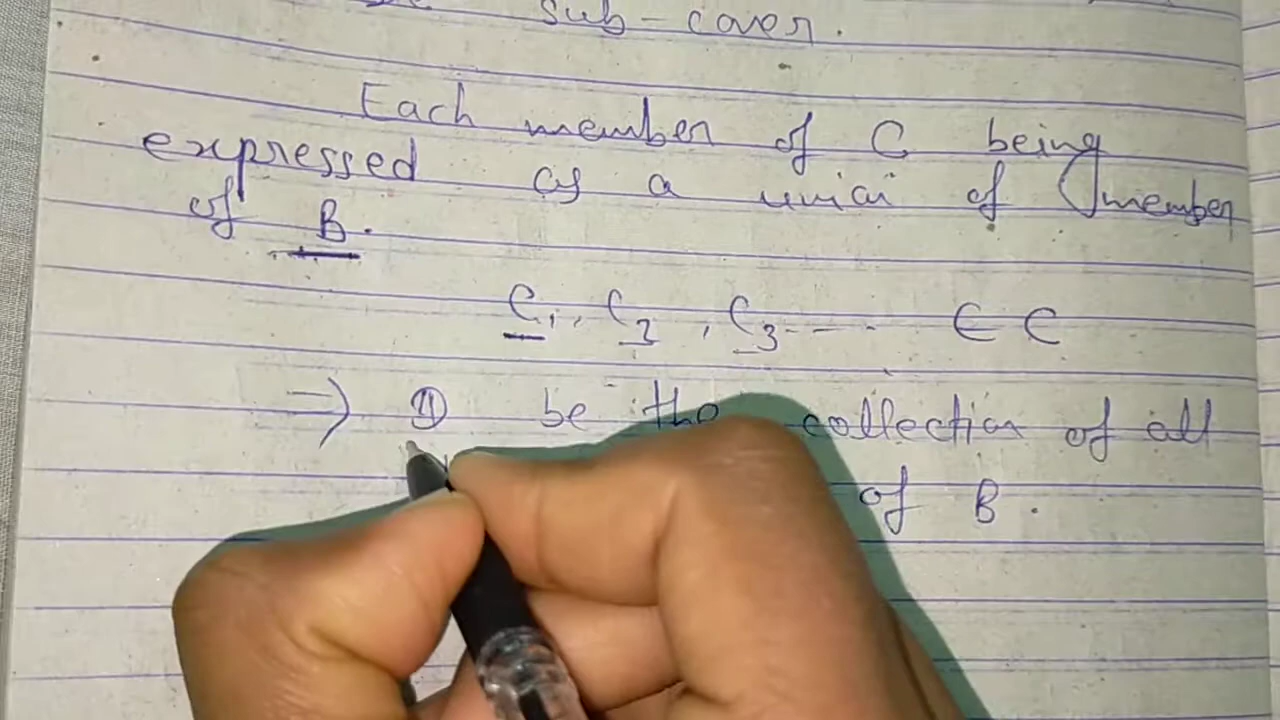 sub-cover.
Each member of C being
expressed as a union of member
of B.
C₁, C₂, C₃---- ∈ C
⇒ be the collection of all
of B.